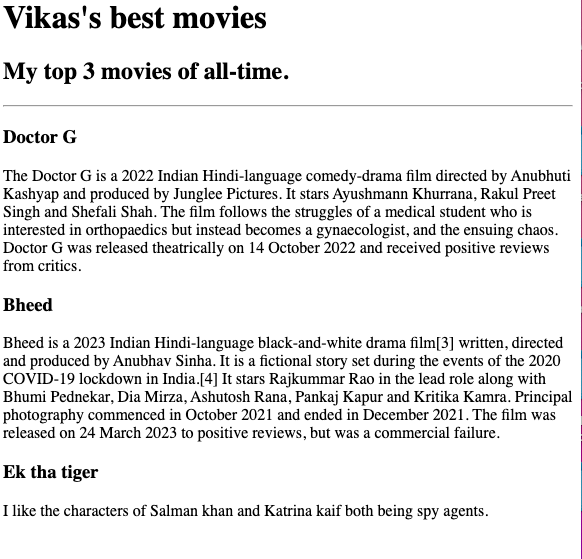 Vikas's best movies
My top 3 movies of all-time.
Doctor G
The Doctor G is a 2022 Indian Hindi-language comedy-drama film directed by Anubhuti
Kashyap and produced by Junglee Pictures. It stars Ayushmann Khurrana, Rakul Preet
Singh and Shefali Shah. The film follows the struggles of a medical student who is
interested in orthopaedics but instead becomes a gynaecologist, and the ensuing chaos.
Doctor G was released theatrically on 14 October 2022 and received positive reviews
from critics.
Bheed
Bheed is a 2023 Indian Hindi-language black-and-white drama film[3] written, directed
and produced by Anubhav Sinha. It is a fictional story set during the events of the 2020
COVID-19 lockdown in India.[4] It stars Rajkummar Rao in the lead role along with
Bhumi Pednekar, Dia Mirza, Ashutosh Rana, Pankaj Kapur and Kritika Kamra. Principal
photography commenced in October 2021 and ended in December 2021. The film was
released on 24 March 2023 to positive reviews, but was a commercial failure.
Ek tha tiger
I like the characters of Salman khan and Katrina kaif both being spy agents.